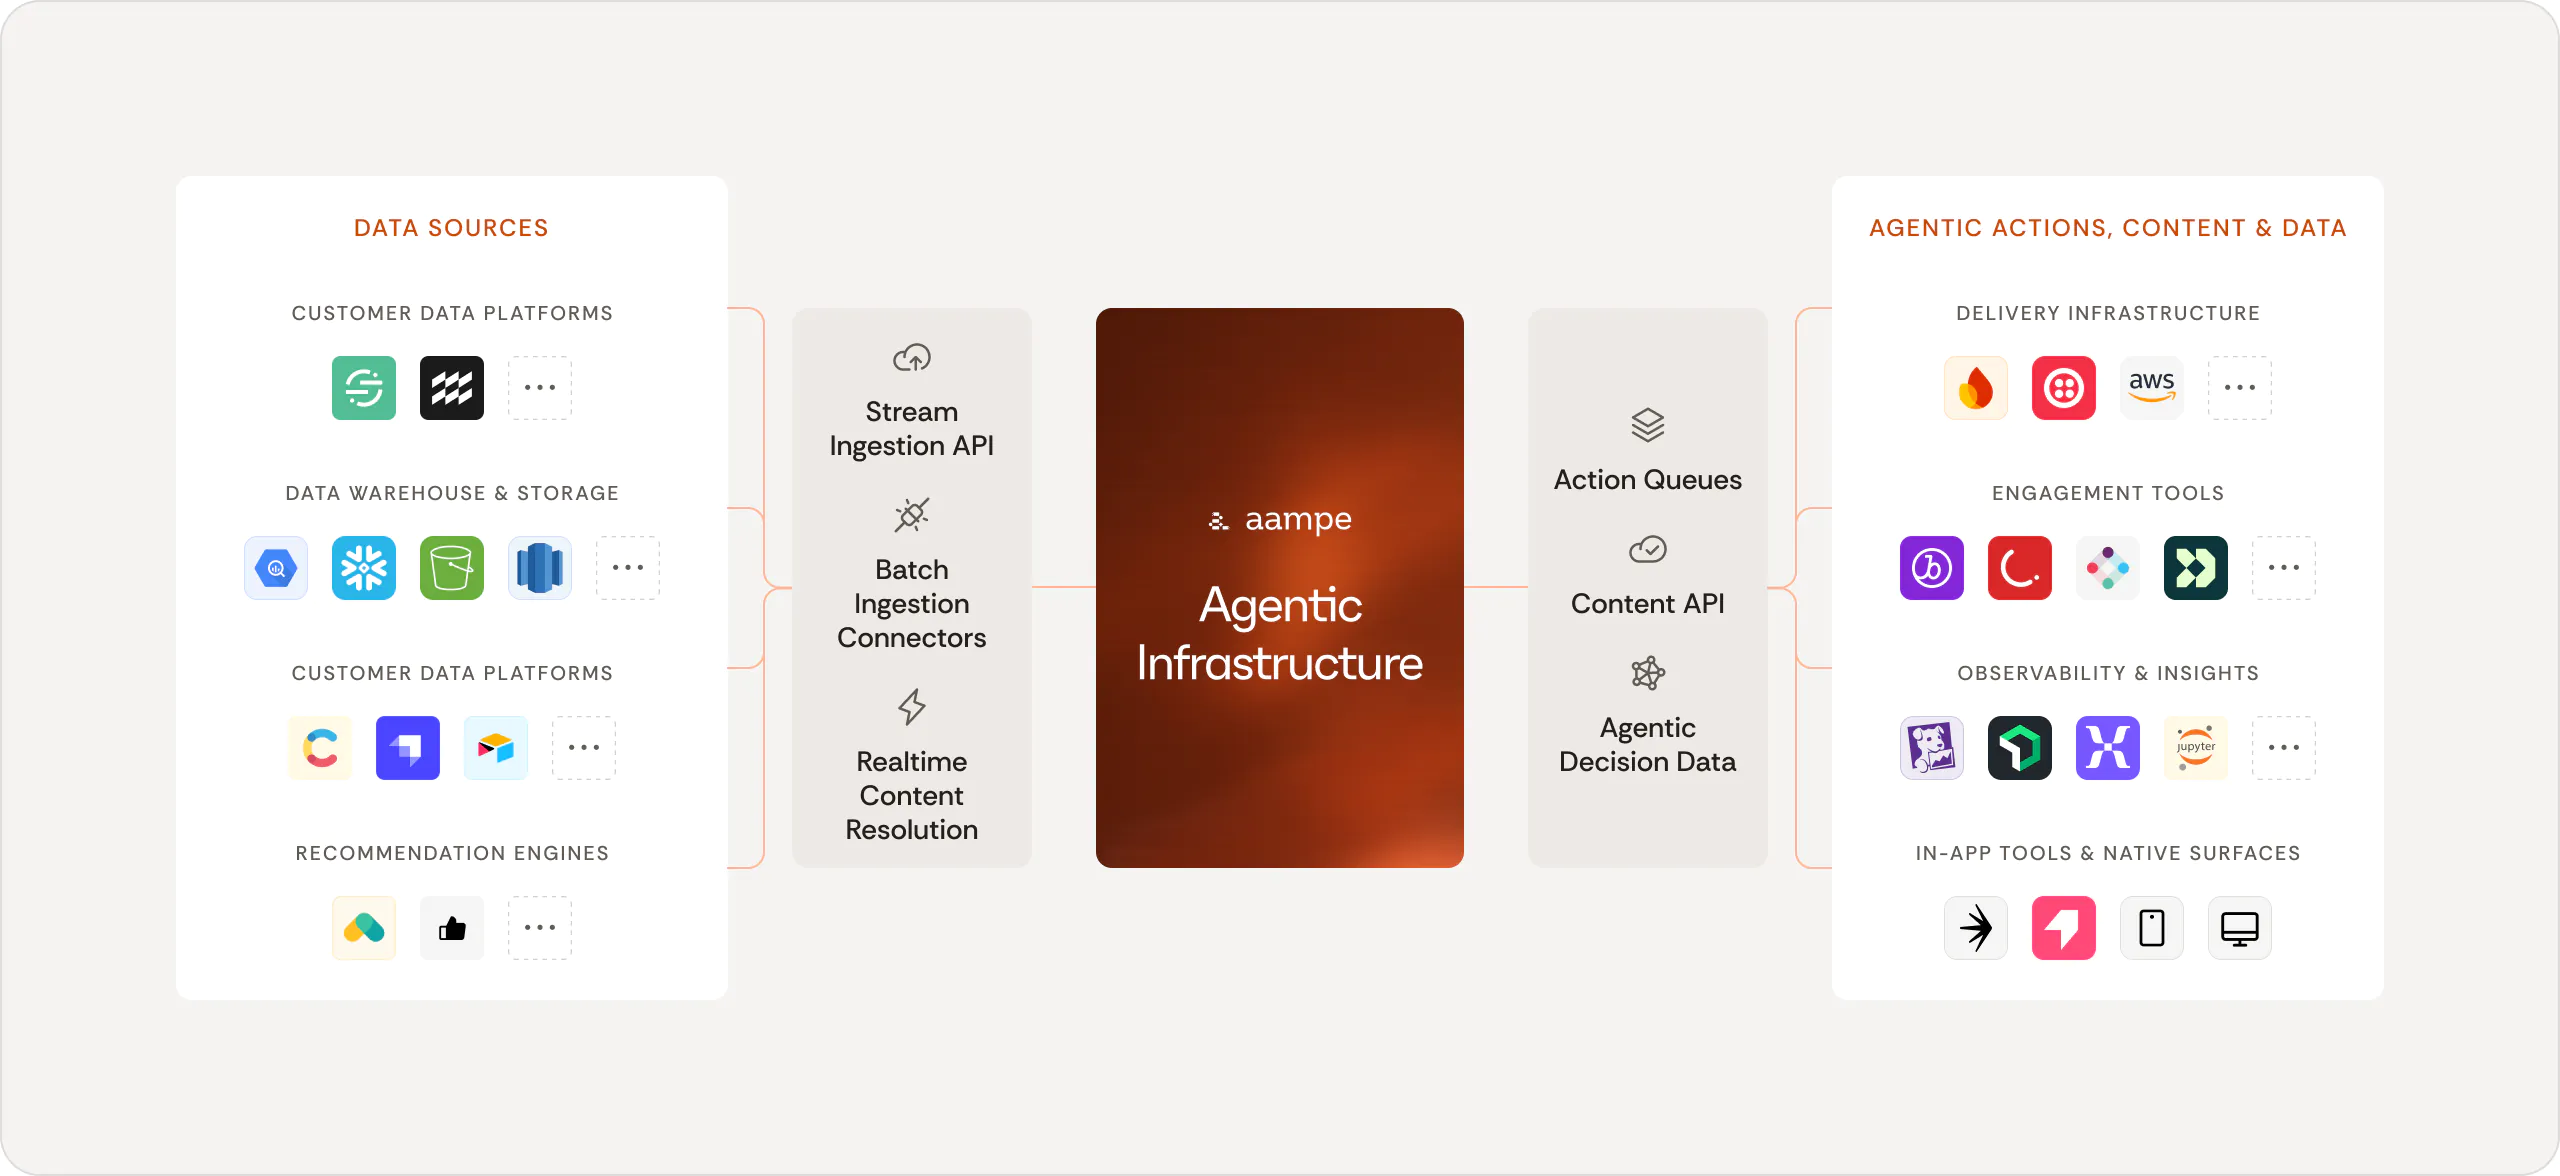 DATA SOURCES
CUSTOMER DATA PLATFORMS
DATA WAREHOUSE & STORAGE
CUSTOMER DATA PLATFORMS
RECOMMENDATION ENGINES
Stream
Ingestion API
Batch
Ingestion
Connectors
Realtime
Content
Resolution
aampe
Agentic
Infrastructure
Action Queues
Content API
Agentic
Decision Data
AGENTIC ACTIONS, CONTENT & DATA
DELIVERY INFRASTRUCTURE
aws
ENGAGEMENT TOOLS
b
OBSERVABILITY & INSIGHTS
jupyter
IN-APP TOOLS & NATIVE SURFACES